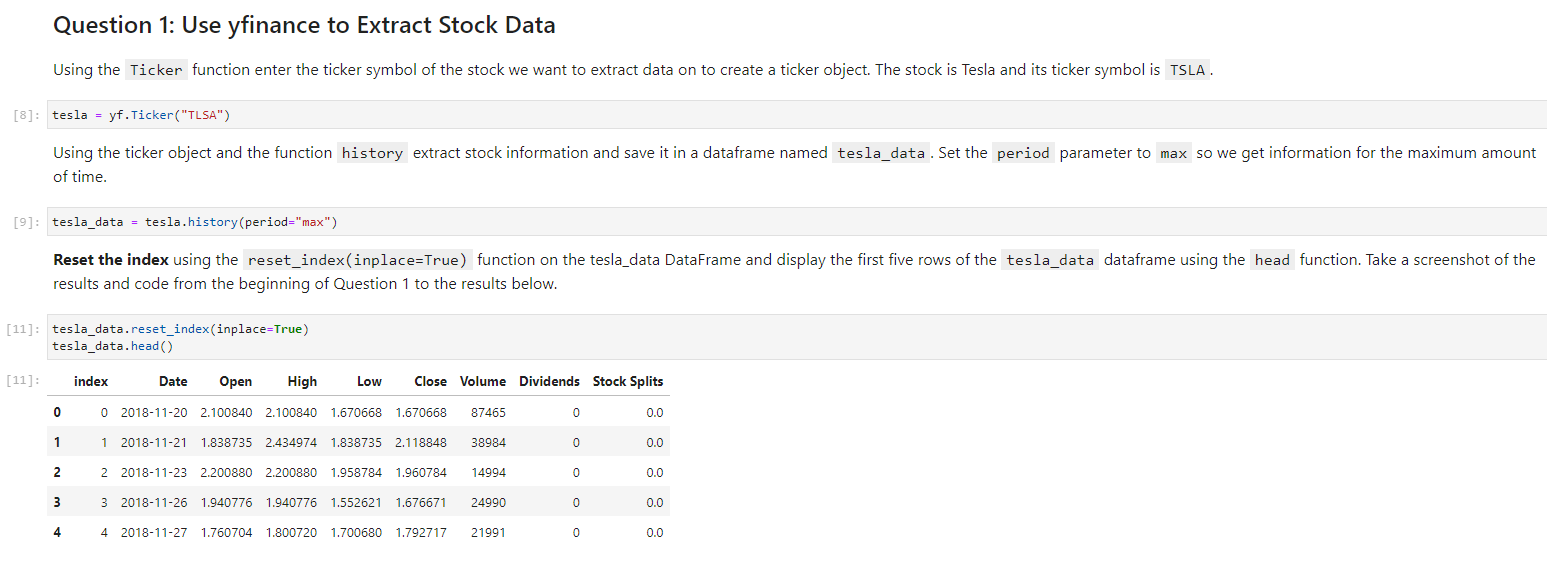 Question 1: Use yfinance to Extract Stock Data
Using the Ticker function enter the ticker symbol of the stock we want to extract data on to create a ticker object. The stock is Tesla and its ticker symbol is TSLA.
[8]: tesla = yf.Ticker("TLSA")
Using the ticker object and the function history extract stock information and save it in a dataframe named tesla_data. Set the period parameter to max so we get information for the maximum amount
of time.
[9]: tesla_data = tesla.history(period="max")
Reset the index using the reset_index(inplace=True) function on the tesla_data DataFrame and display the first five rows of the tesla_data dataframe using the head function. Take a screenshot of the
results and code from the beginning of Question 1 to the results below.
[11]: tesla_data.reset_index(inplace=True)
tesla_data.head()
[11]: index Date Open High Low Close Volume Dividends Stock Splits
0 0 2018-11-20 2.100840 2.100840 1.670668 1.670668 87465 0 0.0
1 1 2018-11-21 1.838735 2.434974 1.838735 2.118848 38984 0 0.0
2 2 2018-11-23 2.200880 2.200880 1.958784 1.960784 14994 0 0.0
3 3 2018-11-26 1.940776 1.940776 1.552621 1.676671 24990 0 0.0
4 4 2018-11-27 1.760704 1.800720 1.700680 1.792717 21991 0 0.0